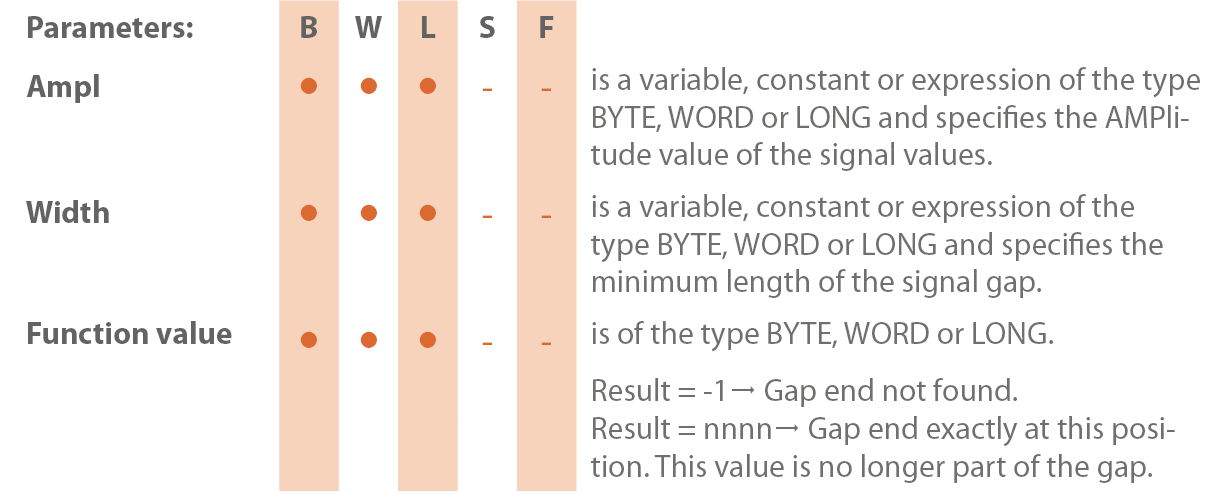 Parameters: B W L S F
Ampl ● ● ● - - is a variable, constant or expression of the type
BYTE, WORD or LONG and specifies the AMPli-
tude value of the signal values.
Width ● ● ● - - is a variable, constant or expression of the
type BYTE, WORD or LONG and specifies the
minimum length of the signal gap.
Function value ● ● ● - - is of the type BYTE, WORD or LONG.
Result = -1→ Gap end not found.
Result = nnnn→ Gap end exactly at this posi-
tion. This value is no longer part of the gap.